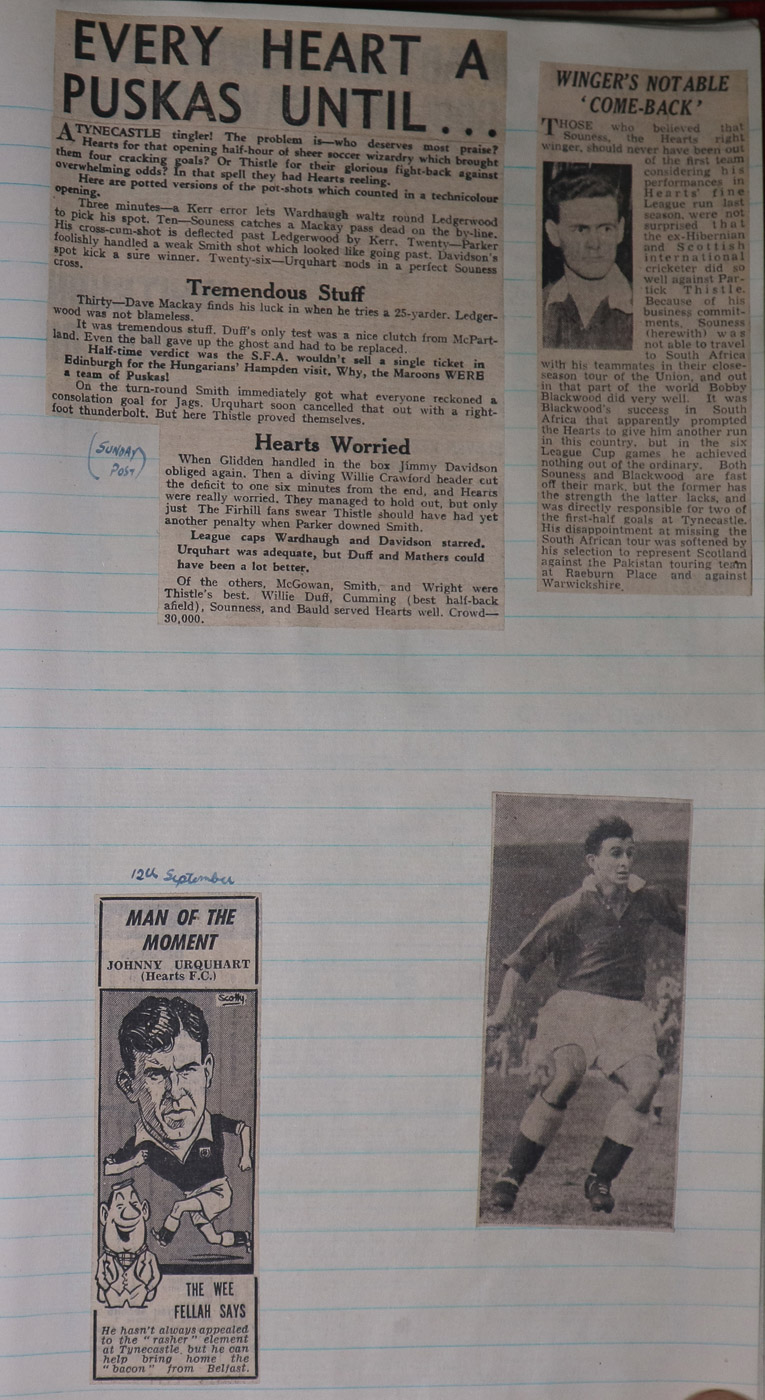 EVERY HEART A
PUSKAS UNTIL...
A TYNECASTLE tingler! The problem is—who deserves most praise?
Hearts for that opening half-hour of sheer soccer wizardry which brought
them four cracking goals? Or Thistle for their glorious fight-back against
overwhelming odds? In that spell they had Hearts reeling.
Here are potted versions of the pot-shots which counted in a technicolour
opening.
Three minutes—a Kerr error lets Wardhaugh waltz round Ledgerwood
to pick his spot. Ten—Souness catches a Mackay pass dead on the by-line.
His cross-cum-shot is deflected past Ledgerwood by Kerr. Twenty—Parker
foolishly handled a weak Smith shot which looked like going past. Davidson's
spot kick a sure winner. Twenty-six—Urquhart nods in a perfect Souness
cross.
Tremendous Stuff
Thirty—Dave Mackay finds his luck in when he tries a 25-yarder. Ledger-
wood was not blameless.
It was tremendous stuff. Duff's only test was a nice clutch from McPart-
land. Even the ball gave up the ghost and had to be replaced.
Half-time verdict was the S.F.A. wouldn't sell a single ticket in
Edinburgh for the Hungarians' Hampden visit. Why, the Maroons WERE
a team of Puskas!
On the turn-round Smith immediately got what everyone reckoned a
consolation goal for Jags. Urquhart soon cancelled that out with a right-
foot thunderbolt. But here Thistle proved themselves.
(SUNDAY
POST)
Hearts Worried
When Glidden handled in the box Jimmy Davidson
obliged again. Then a diving Willie Crawford header cut
the deficit to one six minutes from the end, and Hearts
were really worried. They managed to hold out, but only
just The Firhill fans swear Thistle should have had yet
another penalty when Parker downed Smith.
League caps Wardhaugh and Davidson starred.
Urquhart was adequate, but Duff and Mathers could
have been a lot better.
Of the others, McGowan, Smith, and Wright were
Thistle's best. Willie Duff, Cumming (best half-back
afield), Sounness, and Bauld served Hearts well. Crowd—
30,000.
WINGER'S NOTABLE
'COME-BACK'
THOSE who believed that
Souness, the Hearts right
winger, should never have been out
of the first team
considering his
performances in
Hearts' fine
League run last
season, were not
surprised that
the ex-Hibernian
and Scottish
international
cricketer did so
well against Par-
tick Thistle.
Because of his
business commit-
ments, Souness
(herewith) was
not able to travel
to South Africa
with his teammates in their close-
season tour of the Union, and out
in that part of the world Bobby
Blackwood did very well. It was
Blackwood's success in South
Africa that apparently prompted
the Hearts to give him another run
in this country, but in the six
League Cup games he achieved
nothing out of the ordinary. Both
Souness and Blackwood are fast
off their mark, but the former has
the strength the latter lacks, and
was directly responsible for two of
the first-half goals at Tynecastle.
His disappointment at missing the
South African tour was softened by
his selection to represent Scotland
against the Pakistan touring team
at Raeburn Place and against
Warwickshire.
12th September
MAN OF THE
MOMENT
JOHNNY URQUHART
(Hearts F.C.)
Scotty
THE WEE
FELLAH SAYS
He hasn't always appealed
to the "rasher" element
at Tynecastle, but he can
help bring home the
"bacon" from Belfast.